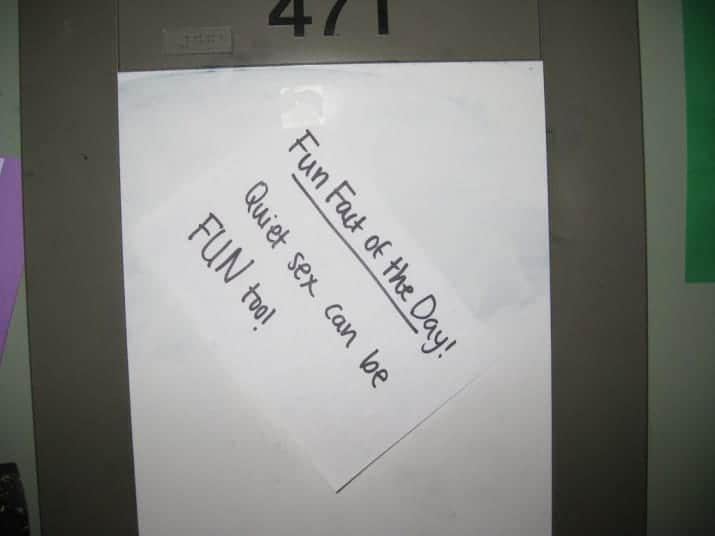 471
Fun Fact of the Day!
Quiet sex can be
FUN too!